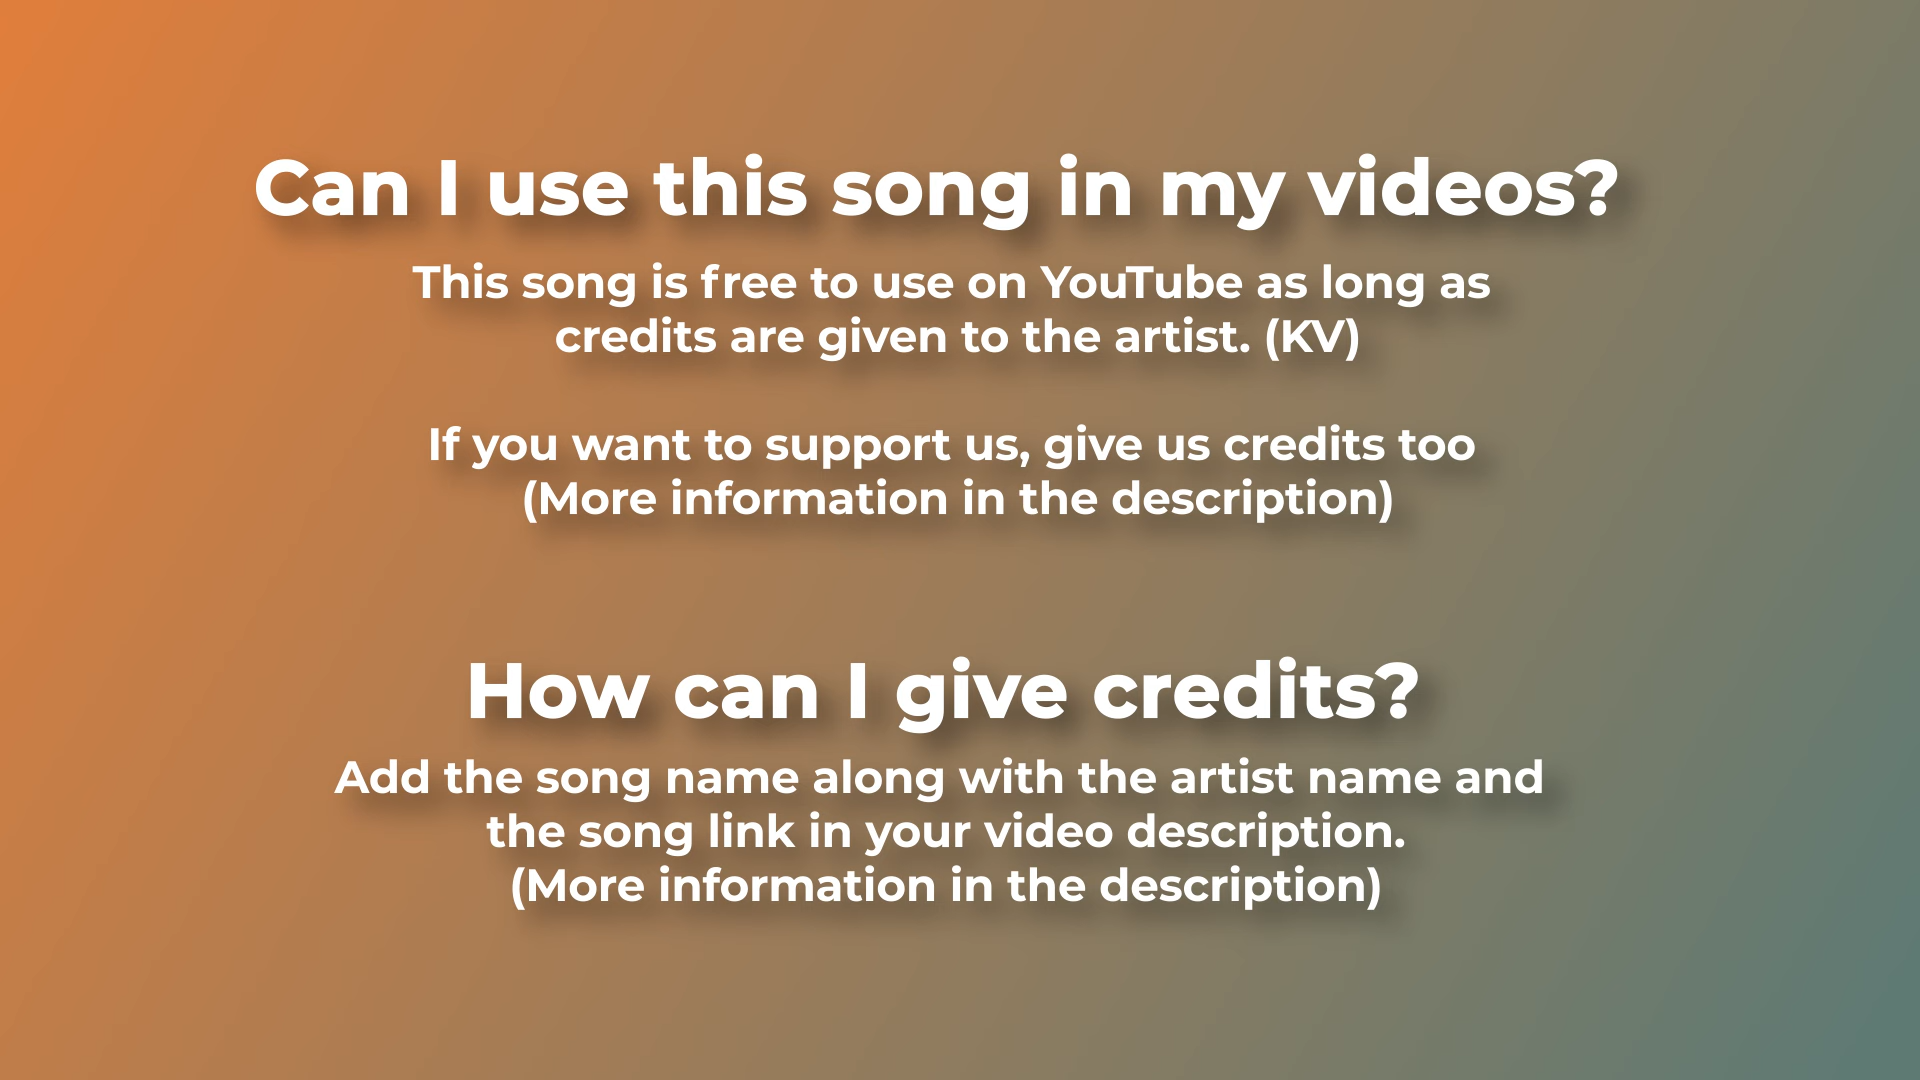 Can I use this song in my videos?
This song is free to use on YouTube as long as
credits are given to the artist. (KV)
If you want to support us, give us credits too
(More information in the description)
How can I give credits?
Add the song name along with the artist name and
the song link in your video description.
(More information in the description)